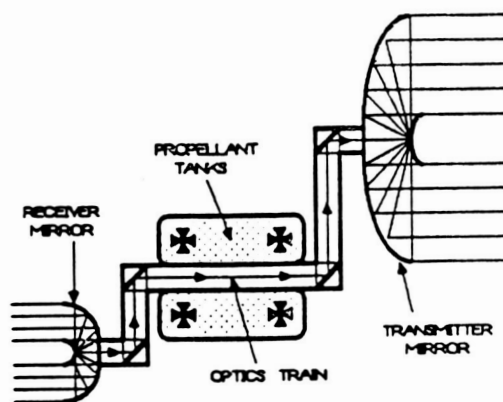 PROPELLANT
TANKS
RECEIVER
MIRROR
OPTICS TRAIN
TRANSMITTER
MIRROR